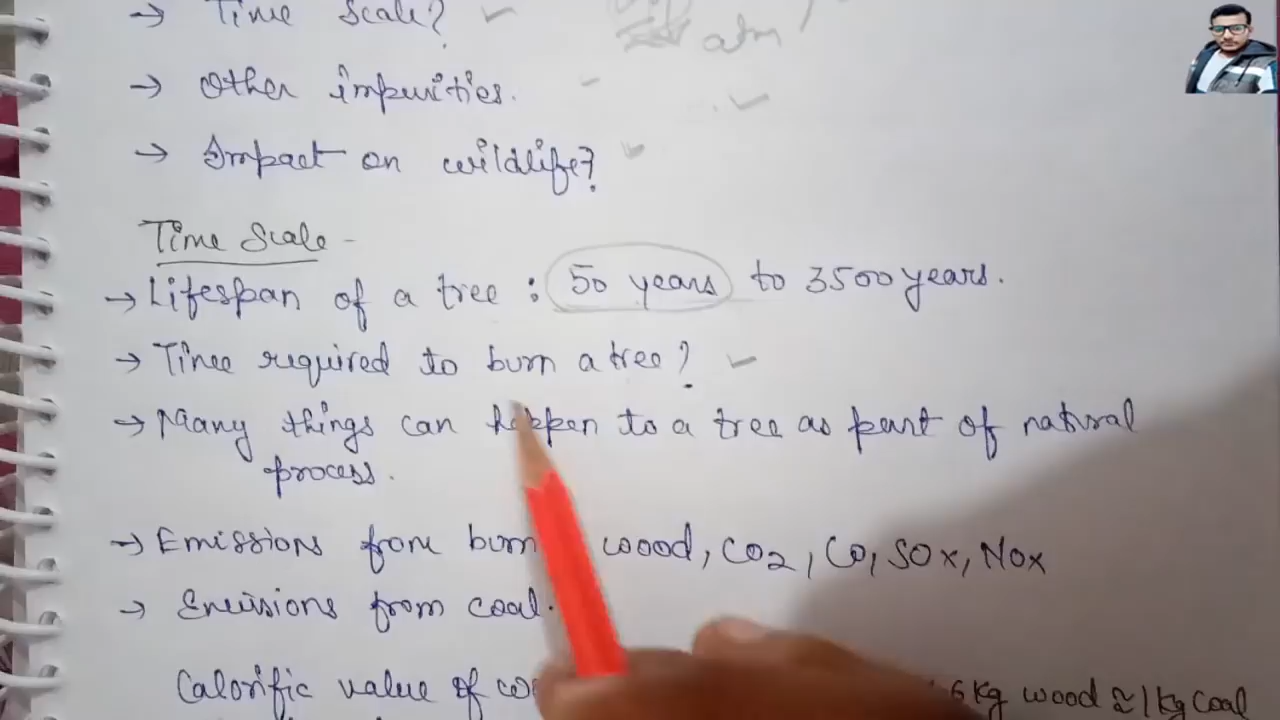 → Time Scale?
atm
→ Other impurities.
→ Impact on wildlife?
Time Scale -
→ Lifespan of a tree : 50 years to 3500 years.
→ Time required to burn a tree?
→ Many things can happen to a tree as part of natural
process.
→ Emissions from burn wood, CO2, CO, SOx, NOx
→ Emissions from coal.
Calorific value of 6 Kg wood ≈ 1 Kg Coal